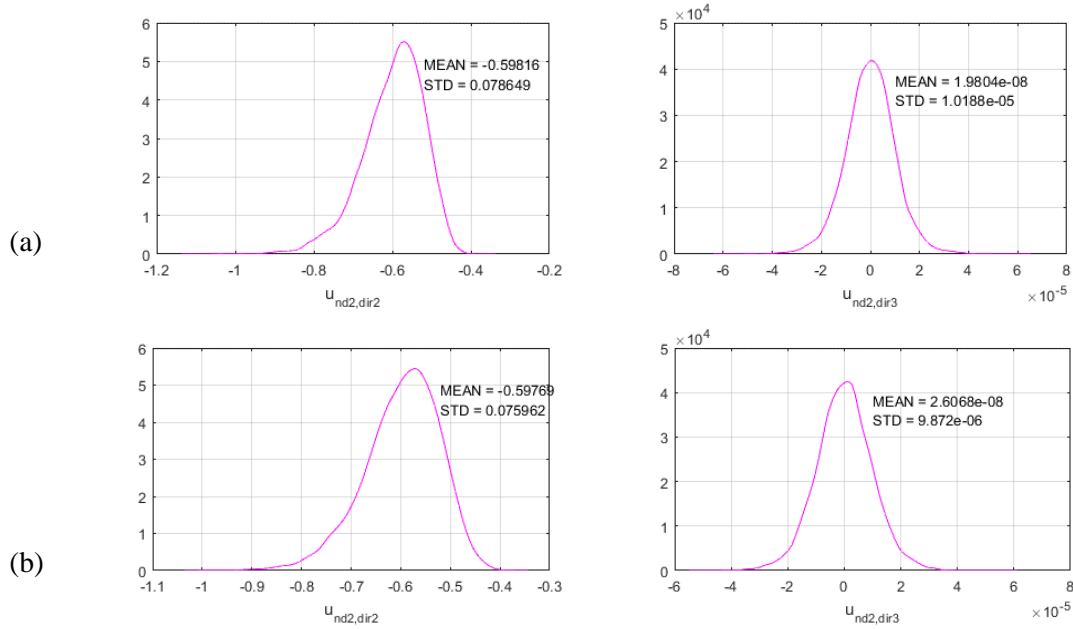 (a)
6
5
4
3
2
1
0
-1.2 -1 -0.8 -0.6 -0.4 -0.2
u_nd2,dir2
MEAN = -0.59816
STD = 0.078649
×10^4
5
4
3
2
1
0
-8 -6 -4 -2 0 2 4 6 8
u_nd2,dir3
×10^-5
MEAN = 1.9804e-08
STD = 1.0188e-05
(b)
6
5
4
3
2
1
0
-1.1 -1 -0.9 -0.8 -0.7 -0.6 -0.5 -0.4 -0.3
u_nd2,dir2
MEAN = -0.59769
STD = 0.075962
×10^4
5
4
3
2
1
0
-6 -4 -2 0 2 4 6 8
u_nd2,dir3
×10^-5
MEAN = 2.6068e-08
STD = 9.872e-06